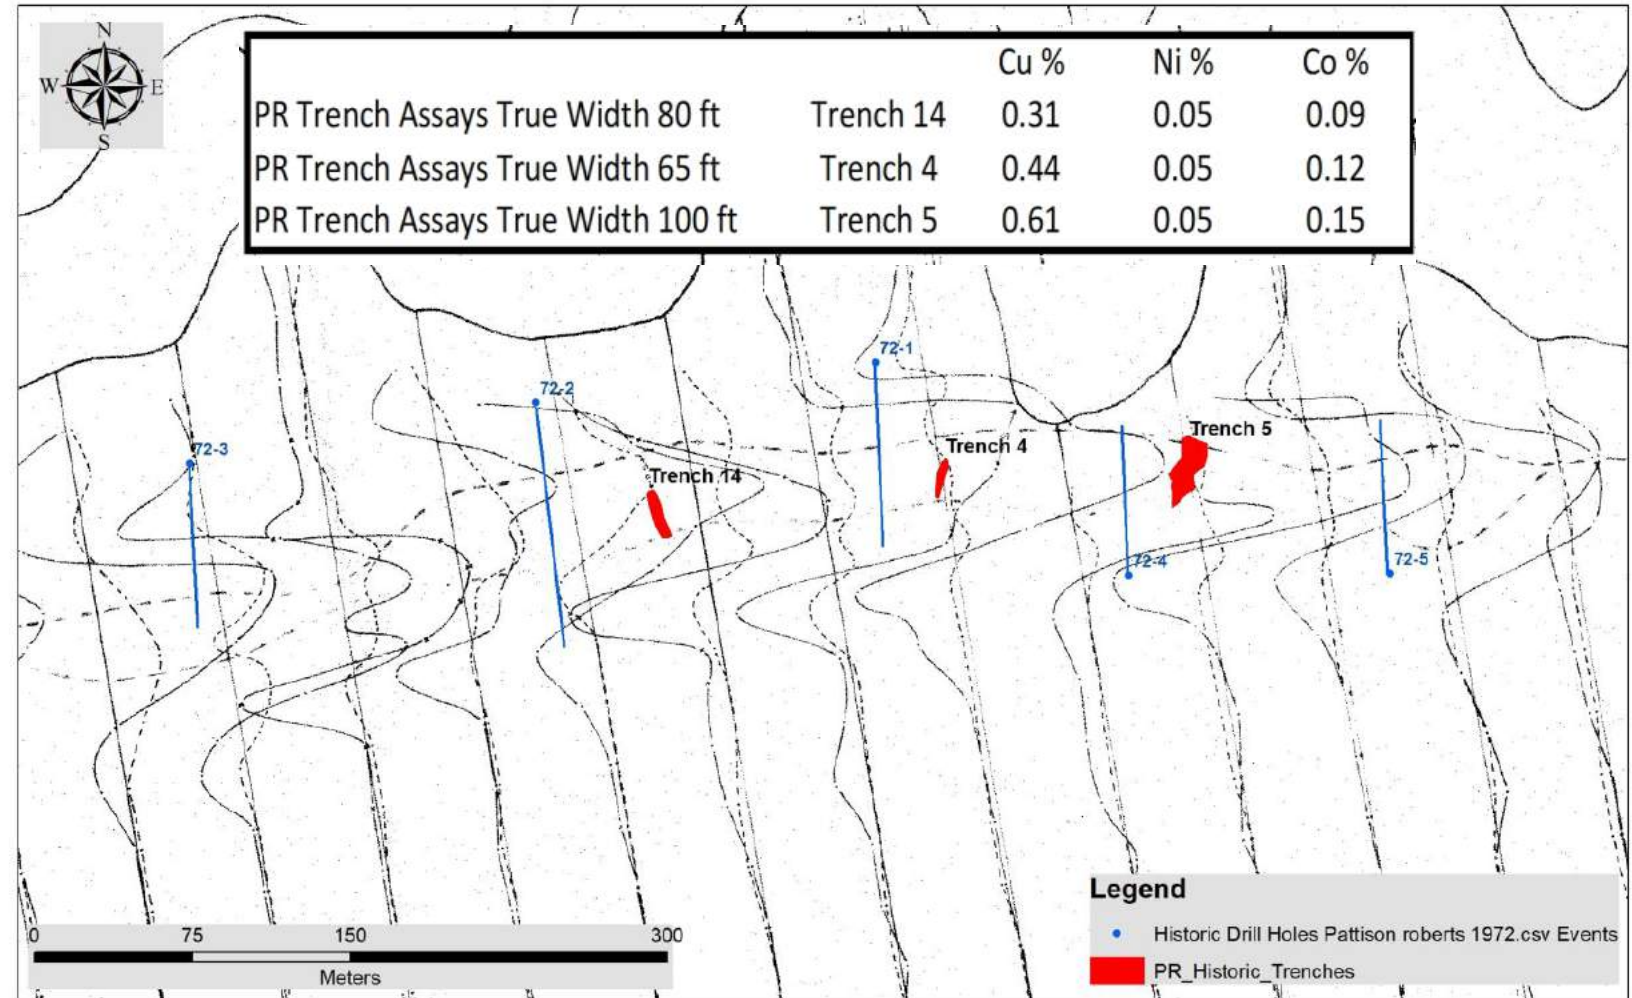 N
W E
S
Cu % Ni % Co %
PR Trench Assays True Width 80 ft Trench 14 0.31 0.05 0.09
PR Trench Assays True Width 65 ft Trench 4 0.44 0.05 0.12
PR Trench Assays True Width 100 ft Trench 5 0.61 0.05 0.15
72-1
72-2
Trench 5
Trench 4
72-3
Trench 14
72-4
72-5
Legend
Historic Drill Holes Pattison roberts 1972.csv Events
PR_Historic_Trenches
0 75 150 300
Meters